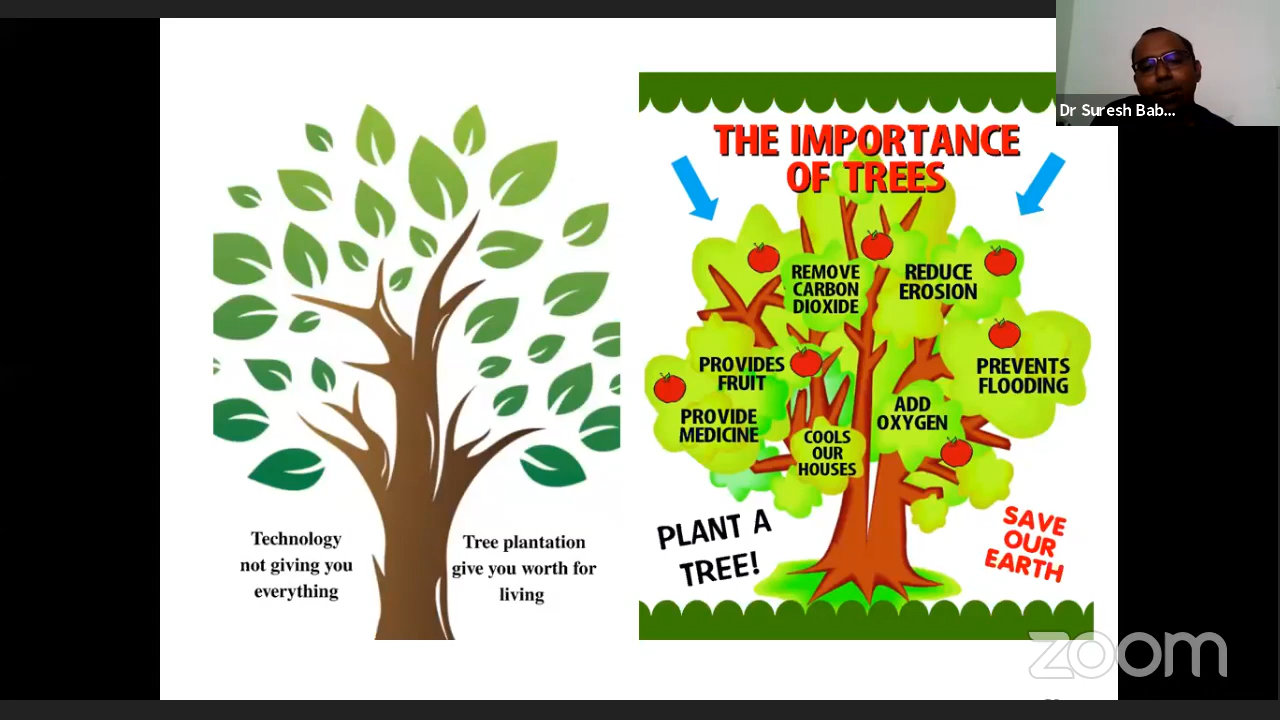 Dr Suresh Bab...
THE IMPORTANCE
OF TREES
REMOVE
CARBON
DIOXIDE
REDUCE
EROSION
PROVIDES
FRUIT
PREVENTS
FLOODING
PROVIDE
MEDICINE
ADD
OXYGEN
COOLS
OUR
HOUSES
PLANT A
TREE!
SAVE
OUR
EARTH
Technology
not giving you
everything
Tree plantation
give you worth for
living
zoom